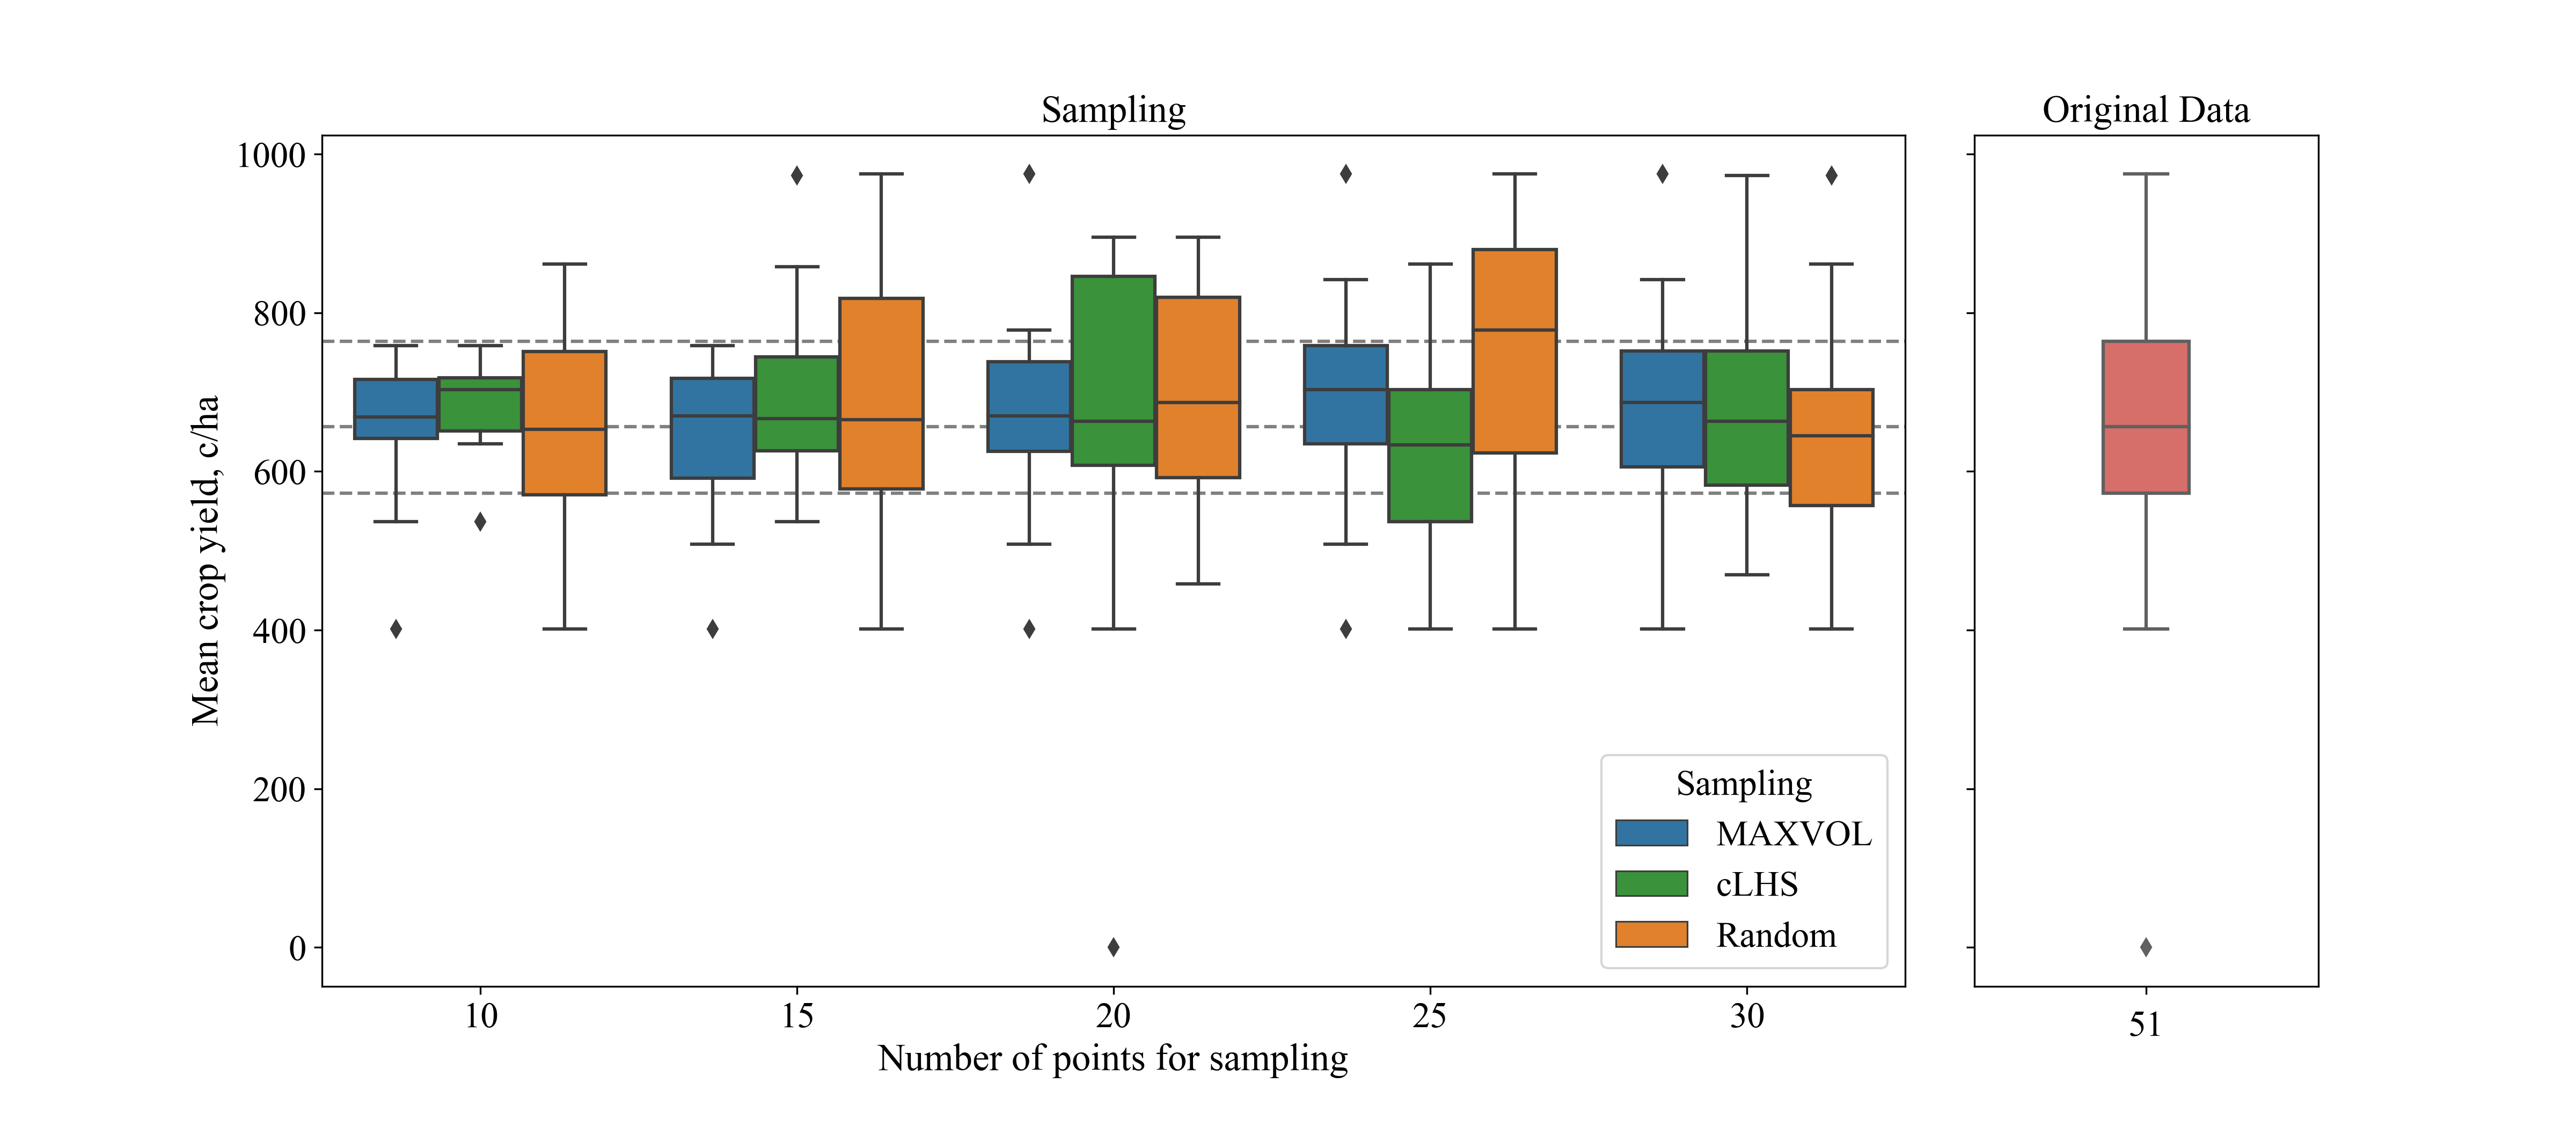 Sampling
Original Data
Mean crop yield, c/ha
1000
800
600
400
200
0
Sampling
MAXVOL
cLHS
Random
10 15 20 25 30
51
Number of points for sampling